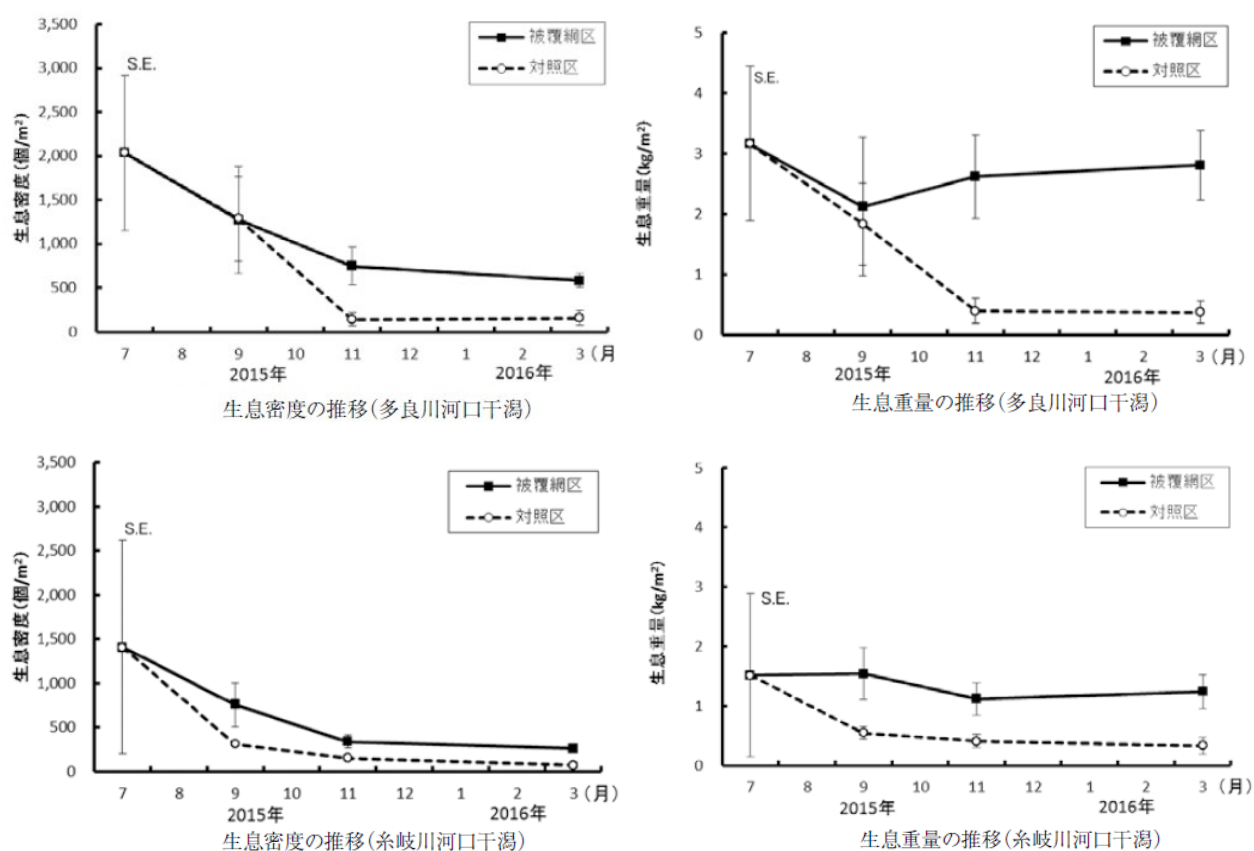 3,500
3,000
2,500
2,000
1,500
1,000
500
0
生息密度(個/m²)
S.E.
被覆網区
対照区
7 8 9 10 11 12 1 2 3(月)
2015年 2016年
生息密度の推移(多良川河口干潟)
5
4
3
2
1
0
生息重量(kg/m²)
S.E.
被覆網区
対照区
7 8 9 10 11 12 1 2 3(月)
2015年 2016年
生息重量の推移(多良川河口干潟)
3,500
3,000
2,500
2,000
1,500
1,000
500
0
生息密度(個/m²)
S.E.
被覆網区
対照区
7 8 9 10 11 12 1 2 3(月)
2015年 2016年
生息密度の推移(糸岐川河口干潟)
5
4
3
2
1
0
生息重量(kg/m²)
S.E.
被覆網区
対照区
7 8 9 10 11 12 1 2 3(月)
2015年 2016年
生息重量の推移(糸岐川河口干潟)